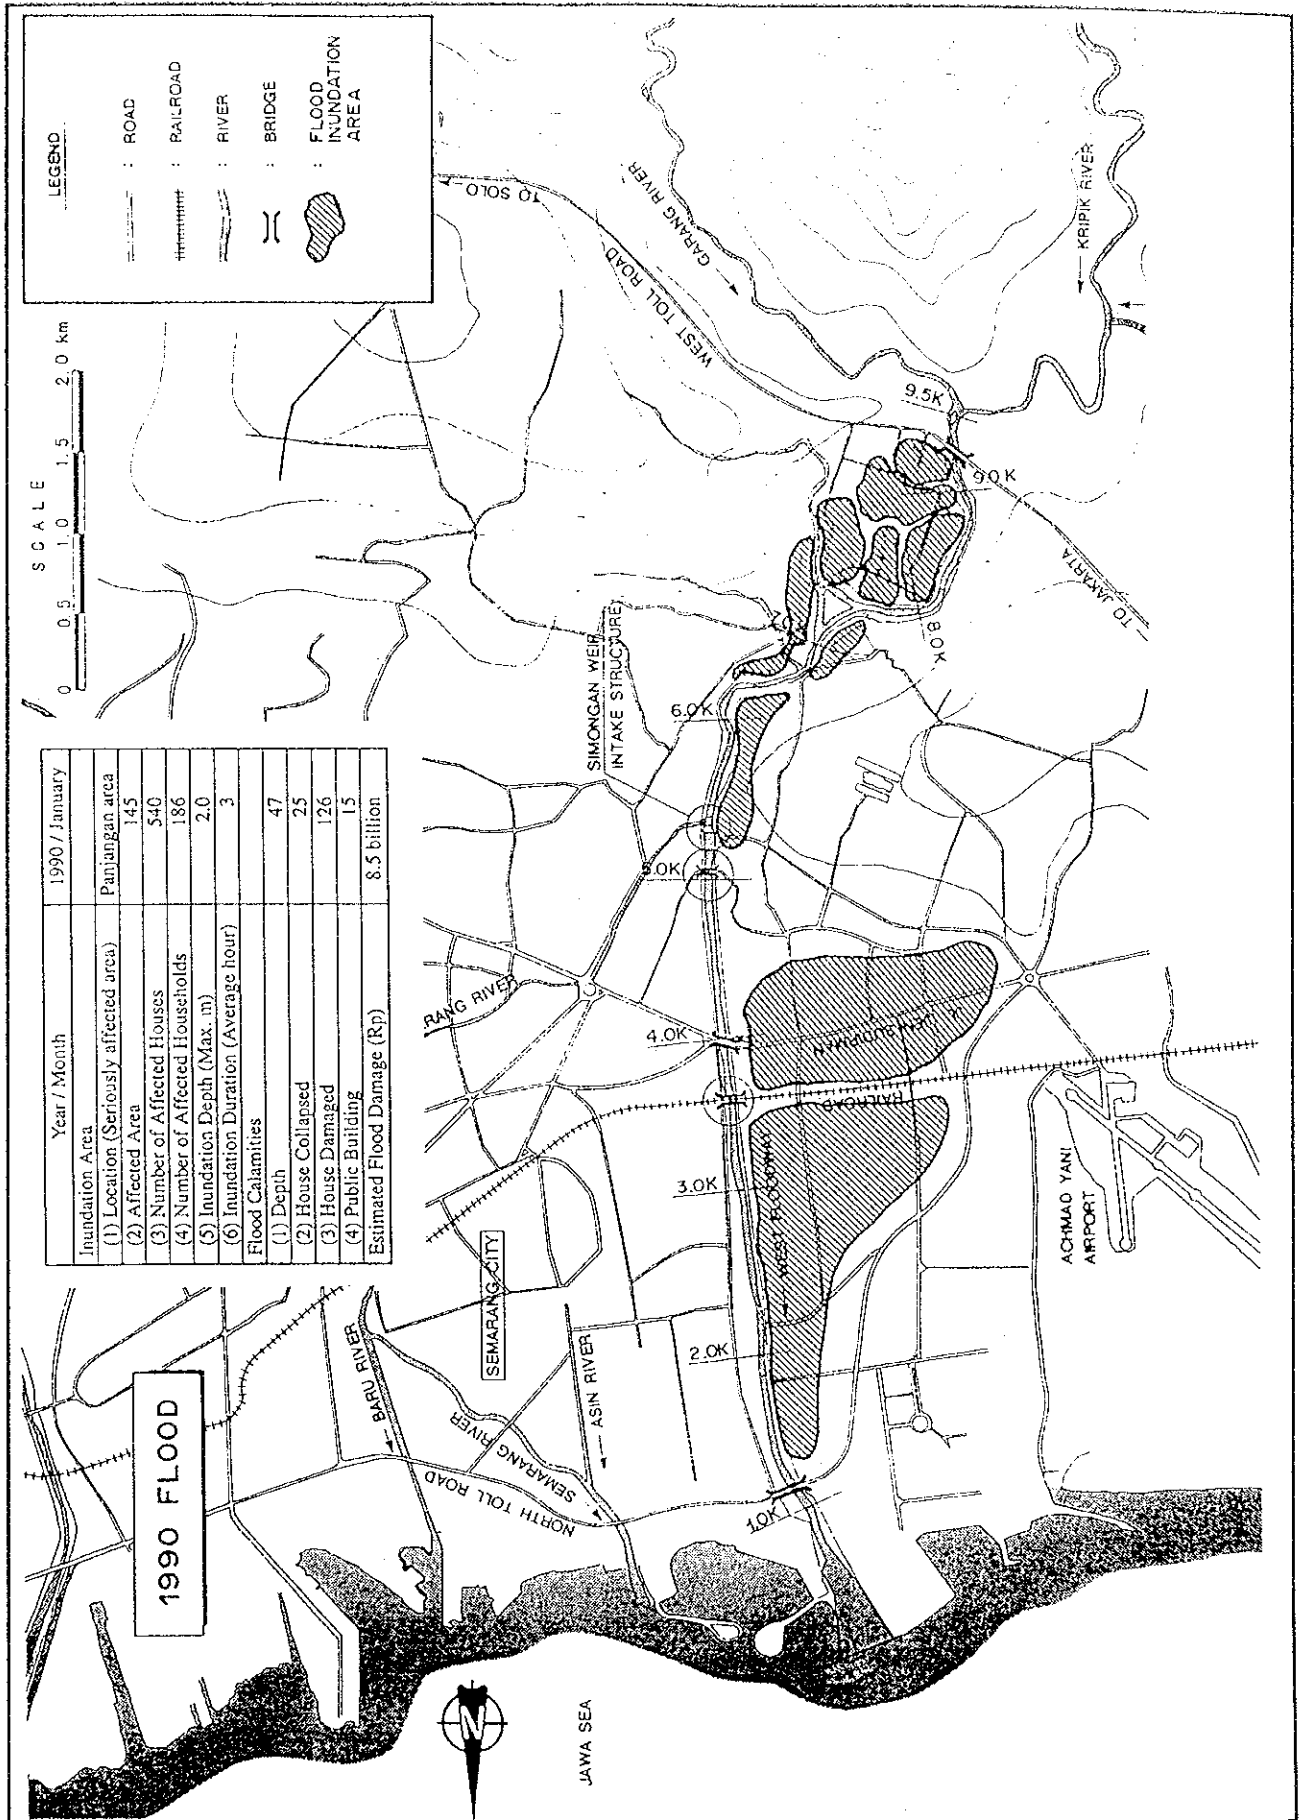 1990 FLOOD
Year / Month 1990 / January
Inundation Area
(1) Location (Seriously affected area) Panjangan area
(2) Affected Area 145
(3) Number of Affected Houses 540
(4) Number of Affected Households 186
(5) Inundation Depth (Max. m) 2.0
(6) Inundation Duration (Average hour) 3
Flood Calamities
(1) Depth 47
(2) House Collapsed 25
(3) House Damaged 126
(4) Public Building 15
Estimated Flood Damage (Rp) 8.5 billion
SCALE
0 0.5 1.0 1.5 2.0 km
LEGEND
: ROAD
: RAILROAD
: RIVER
: BRIDGE
: FLOOD
INUNDATION
AREA
TO SOLO
WEST TOLL ROAD
GARANG RIVER
KRIPIK RIVER
9.5K
9.0K
8.0K
TO JAKARTA
SIMONGAN WEIR
INTAKE STRUCTURE
6.0K
5.0K
4.0K
3.0K
2.0K
1.0K
RANG RIVER
SEMARANG CITY
BARU RIVER
SEMARANG RIVER
ASIN RIVER
NORTH TOLL ROAD
WEST FLOODWAY
RAILROAD
JL. JEN SUDIRMAN
ACHMAD YANI
AIRPORT
N
JAWA SEA